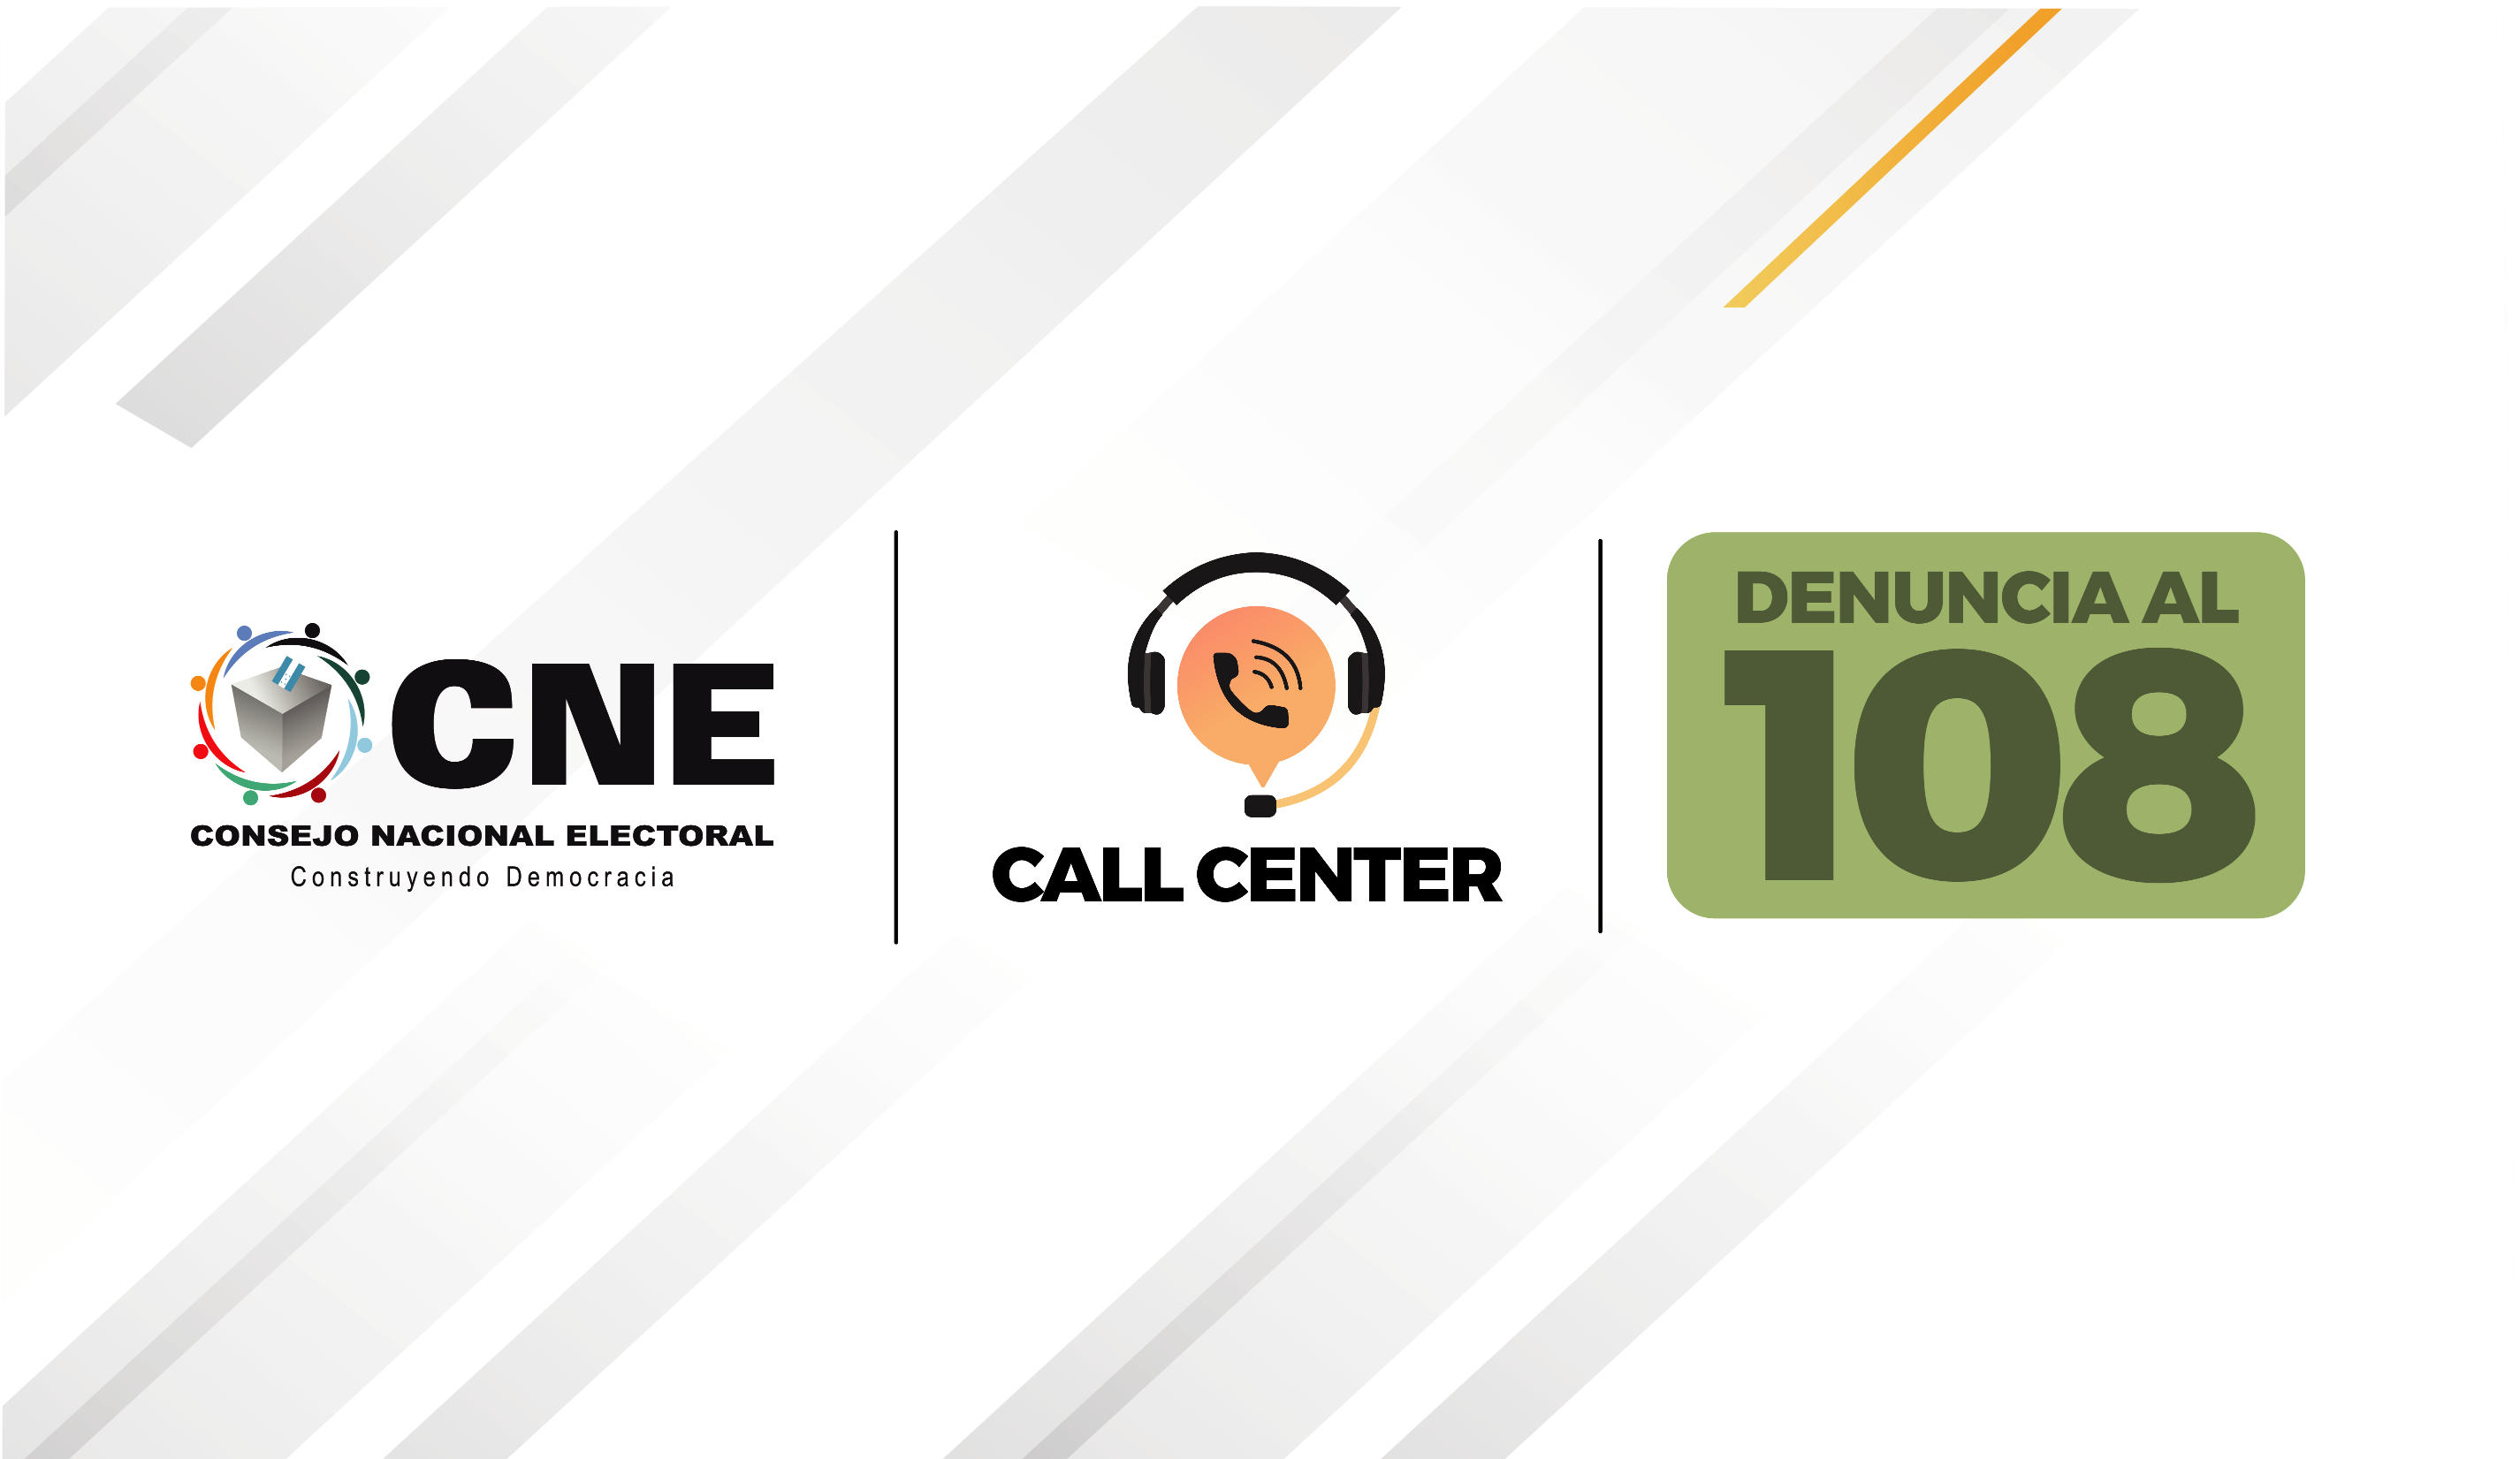 CNE
CONSEJO NACIONAL ELECTORAL
Construyendo Democracia
CALL CENTER
DENUNCIA AL
108